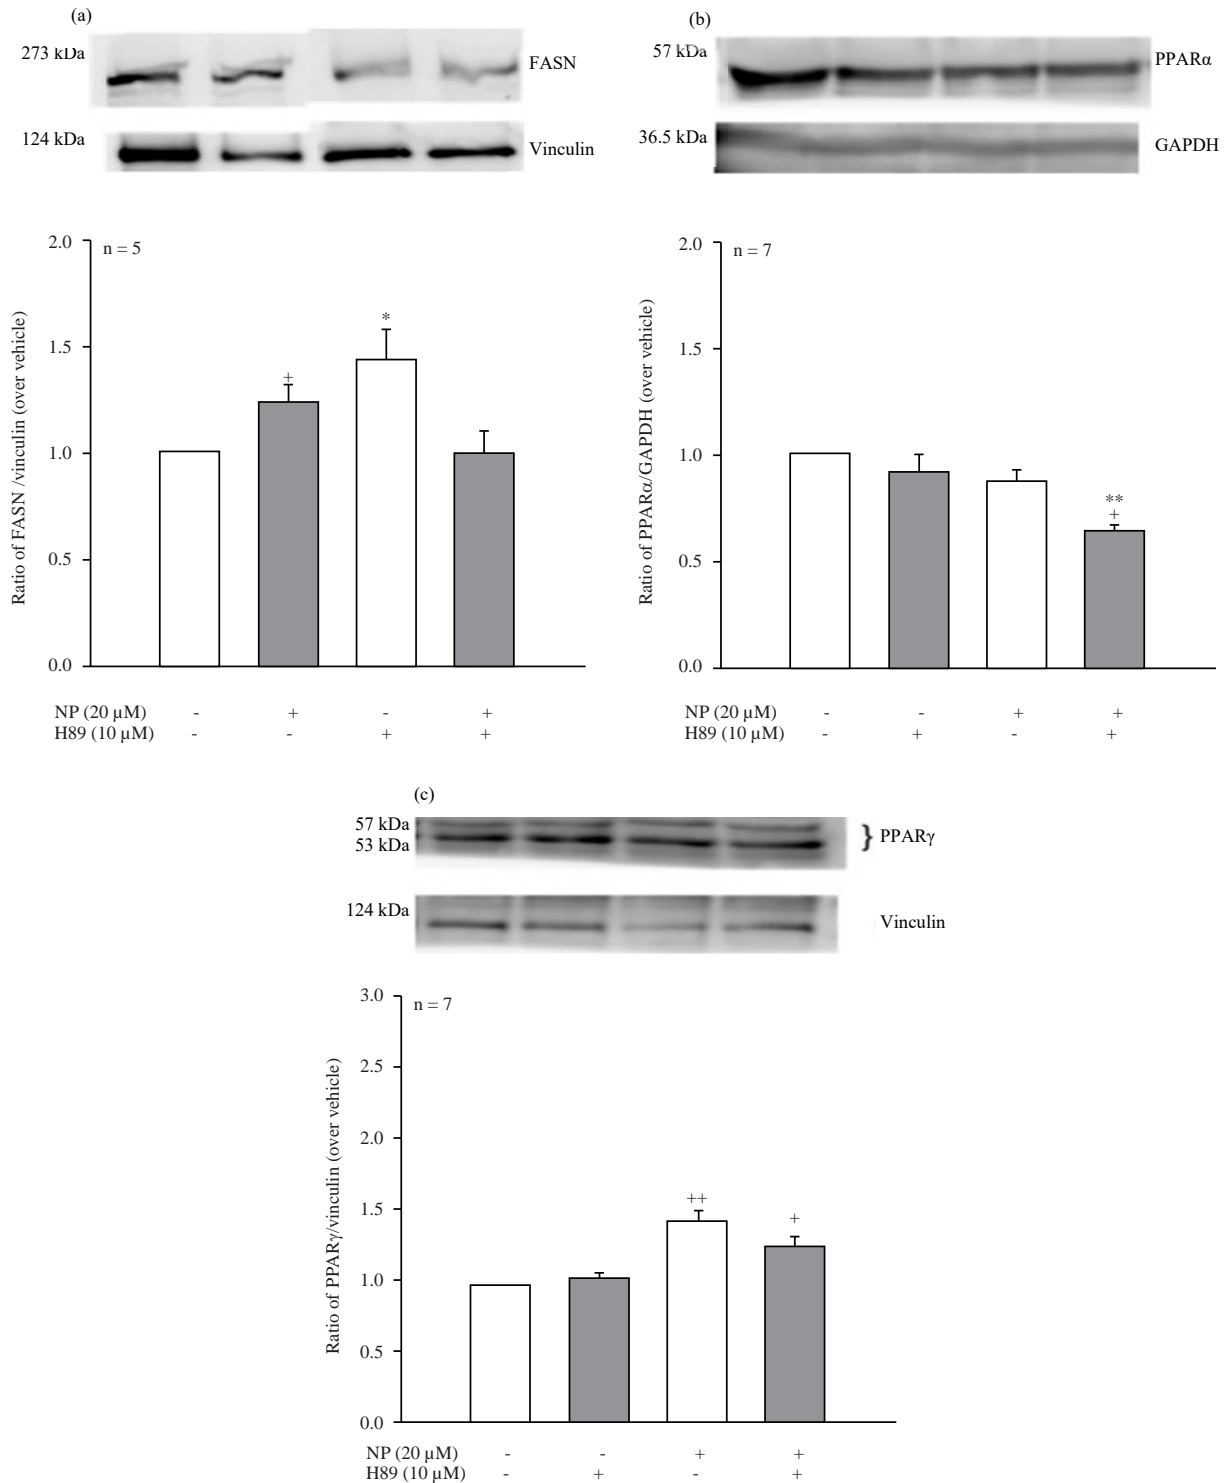 (a)
273 kDa
FASN
124 kDa
Vinculin
2.0
n = 5
1.5
1.0
0.5
0.0
Ratio of FASN /vinculin (over vehicle)
+
*
NP (20 µM) - + - +
H89 (10 µM) - - + +
(b)
57 kDa
PPARα
36.5 kDa
GAPDH
2.0
n = 7
1.5
1.0
0.5
0.0
Ratio of PPARα/GAPDH (over vehicle)
**
+
NP (20 µM) - - + +
H89 (10 µM) - + - +
(c)
57 kDa
53 kDa
} PPARγ
124 kDa
Vinculin
3.0
n = 7
2.5
2.0
1.5
1.0
0.5
0.0
Ratio of PPARγ/vinculin (over vehicle)
++
+
NP (20 µM) - - + +
H89 (10 µM) - + - +